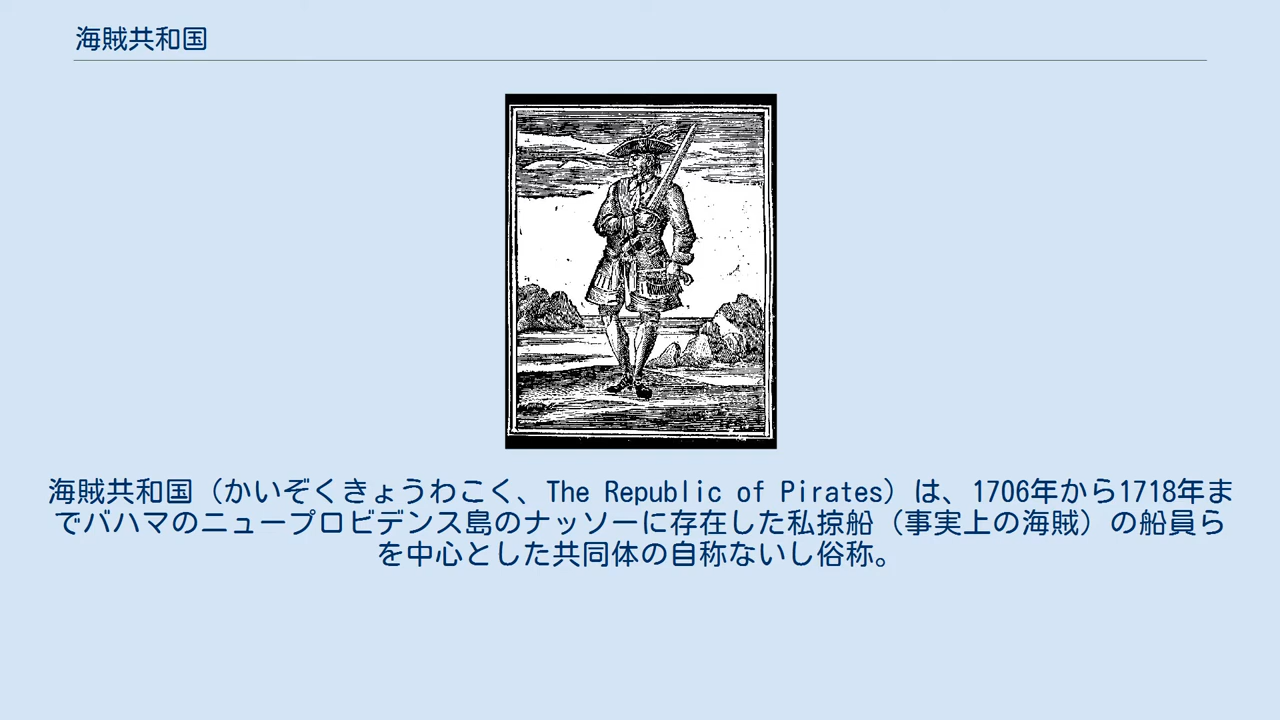 海賊共和国
海賊共和国（かいぞくきょうわこく、The Republic of Pirates）は、1706年から1718年ま
でバハマのニュープロビデンス島のナッソーに存在した私掠船（事実上の海賊）の船員ら
を中心とした共同体の自称ないし俗称。